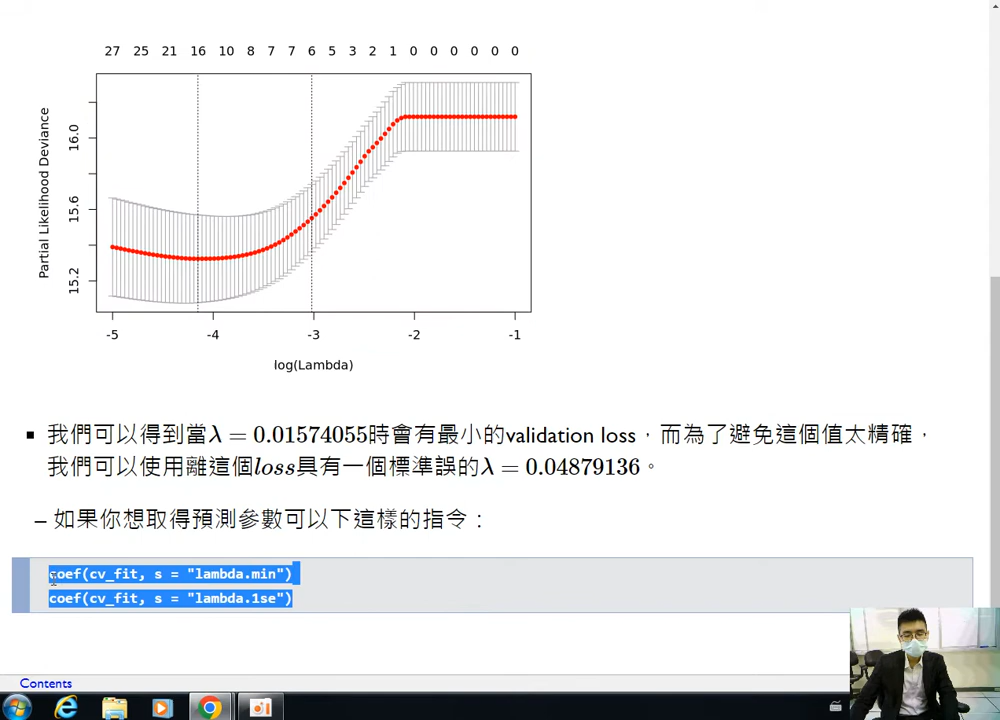 27 25 21 16 10 8 7 7 6 5 3 2 1 0 0 0 0 0 0
Partial Likelihood Deviance
16.0
15.6
15.2
-5 -4 -3 -2 -1
log(Lambda)
我們可以得到當λ = 0.01574055時會有最小的validation loss，而為了避免這個值太精確，
我們可以使用離這個loss具有一個標準誤的λ = 0.04879136。
– 如果你想取得預測參數可以下這樣的指令：
coef(cv_fit, s = "lambda.min")
coef(cv_fit, s = "lambda.1se")
Contents